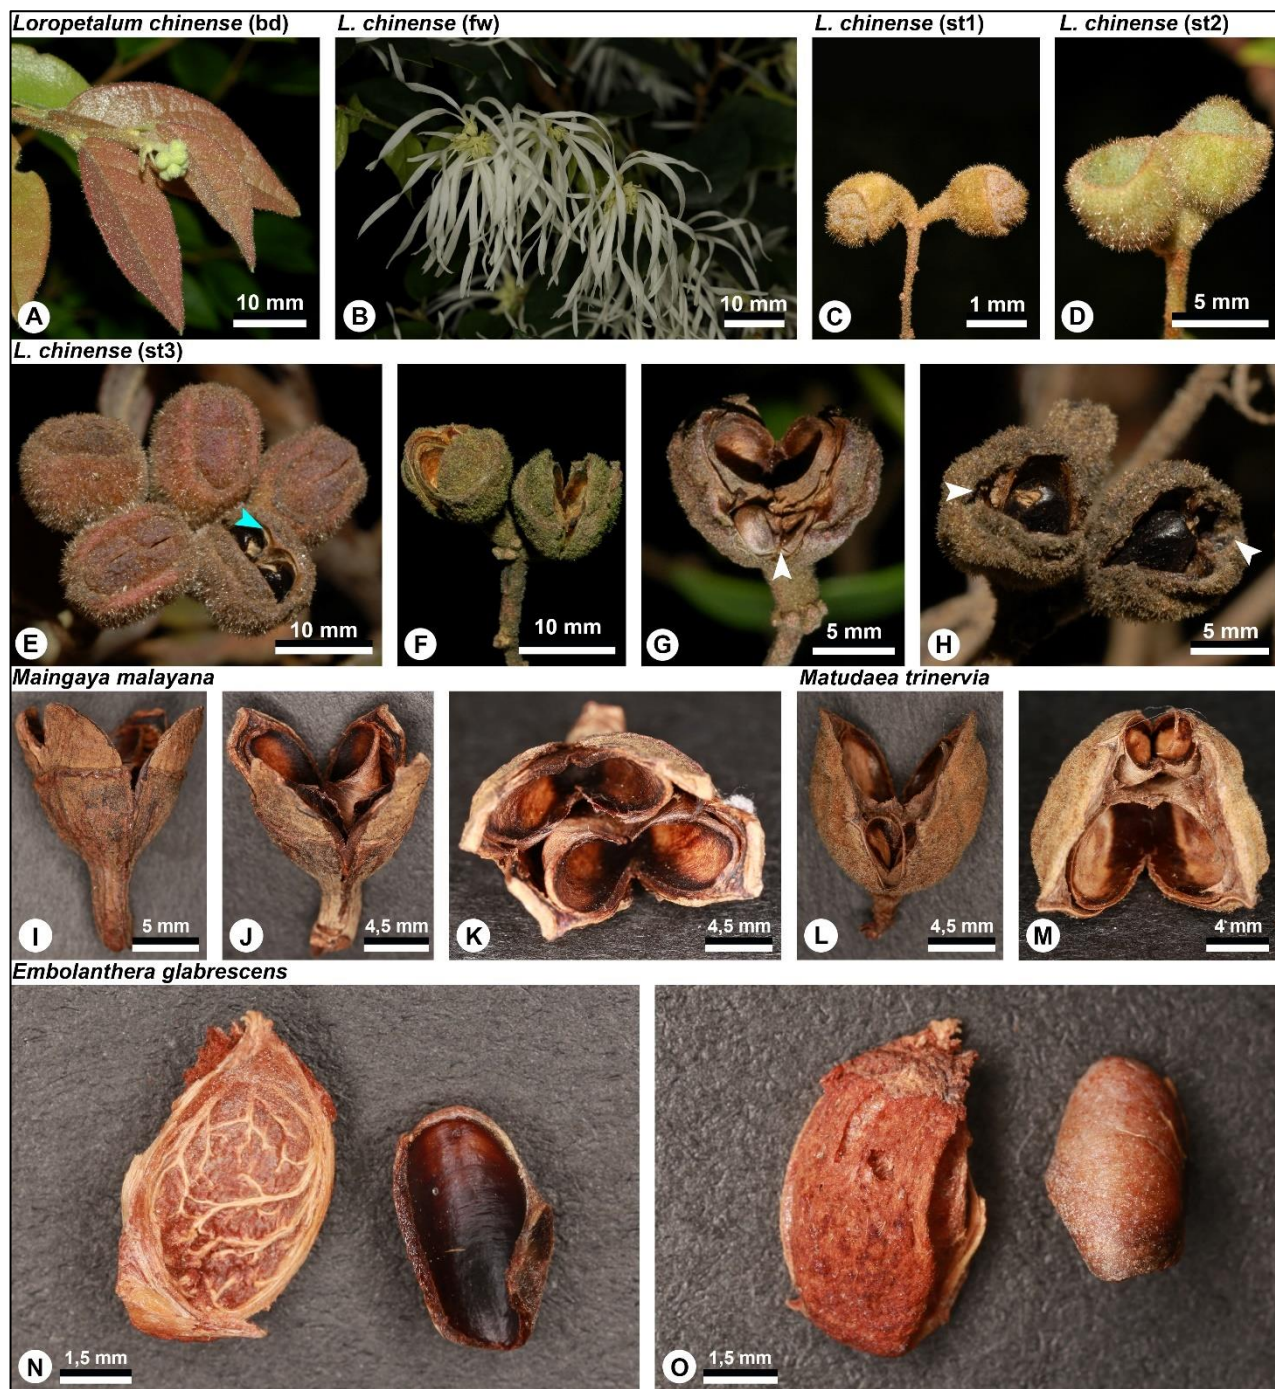 Loropetalum chinense (bd) L. chinense (fw) L. chinense (st1) L. chinense (st2)
10 mm 10 mm 1 mm 5 mm
A B C D
L. chinense (st3)
10 mm 10 mm 5 mm 5 mm
E F G H
Maingaya malayana Matudaea trinervia
5 mm 4,5 mm 4,5 mm 4,5 mm 4 mm
I J K L M
Embolanthera glabrescens
1,5 mm 1,5 mm
N O